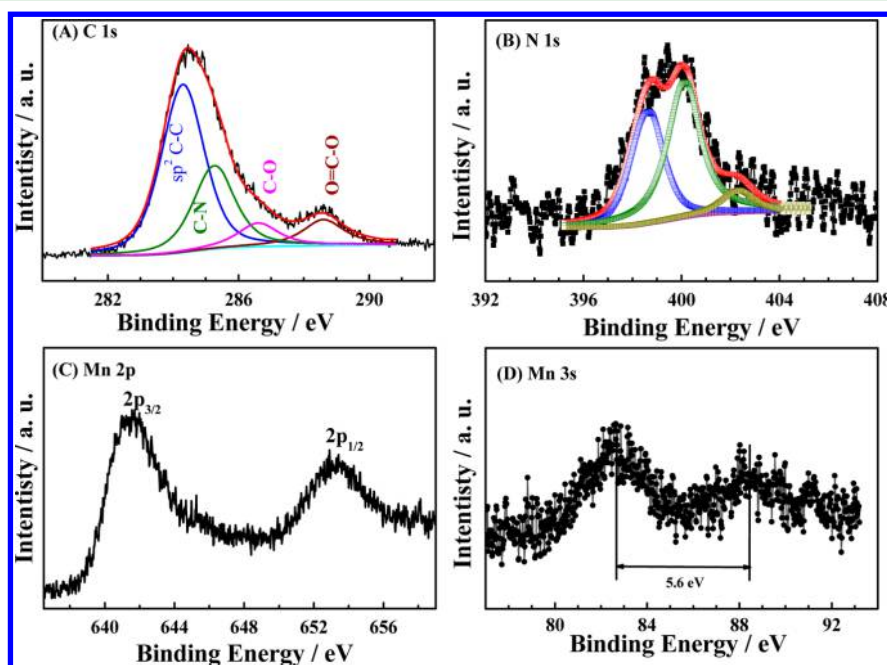 (A) C 1s
Intentisty / a. u.
sp² C-C
C-N
C-O
O=C-O
282 286 290
Binding Energy / eV
(B) N 1s
Intentisty / a. u.
392 396 400 404 408
Binding Energy / eV
(C) Mn 2p
Intentisty / a. u.
2p3/2
2p1/2
640 644 648 652 656
Binding Energy / eV
(D) Mn 3s
Intentisty / a. u.
5.6 eV
80 84 88 92
Binding Energy / eV